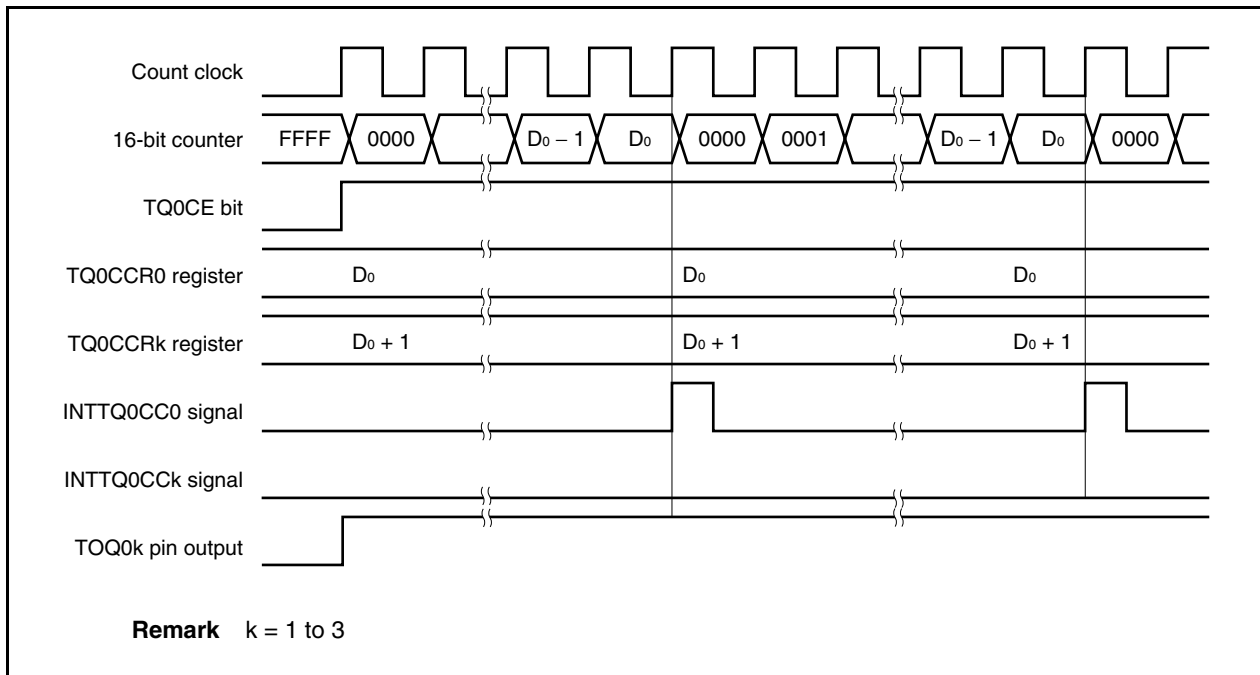 Count clock
16-bit counter FFFF 0000 D0 − 1 D0 0000 0001 D0 − 1 D0 0000
TQ0CE bit
TQ0CCR0 register D0 D0 D0
TQ0CCRk register D0 + 1 D0 + 1 D0 + 1
INTTQ0CC0 signal
INTTQ0CCk signal
TOQ0k pin output
Remark k = 1 to 3